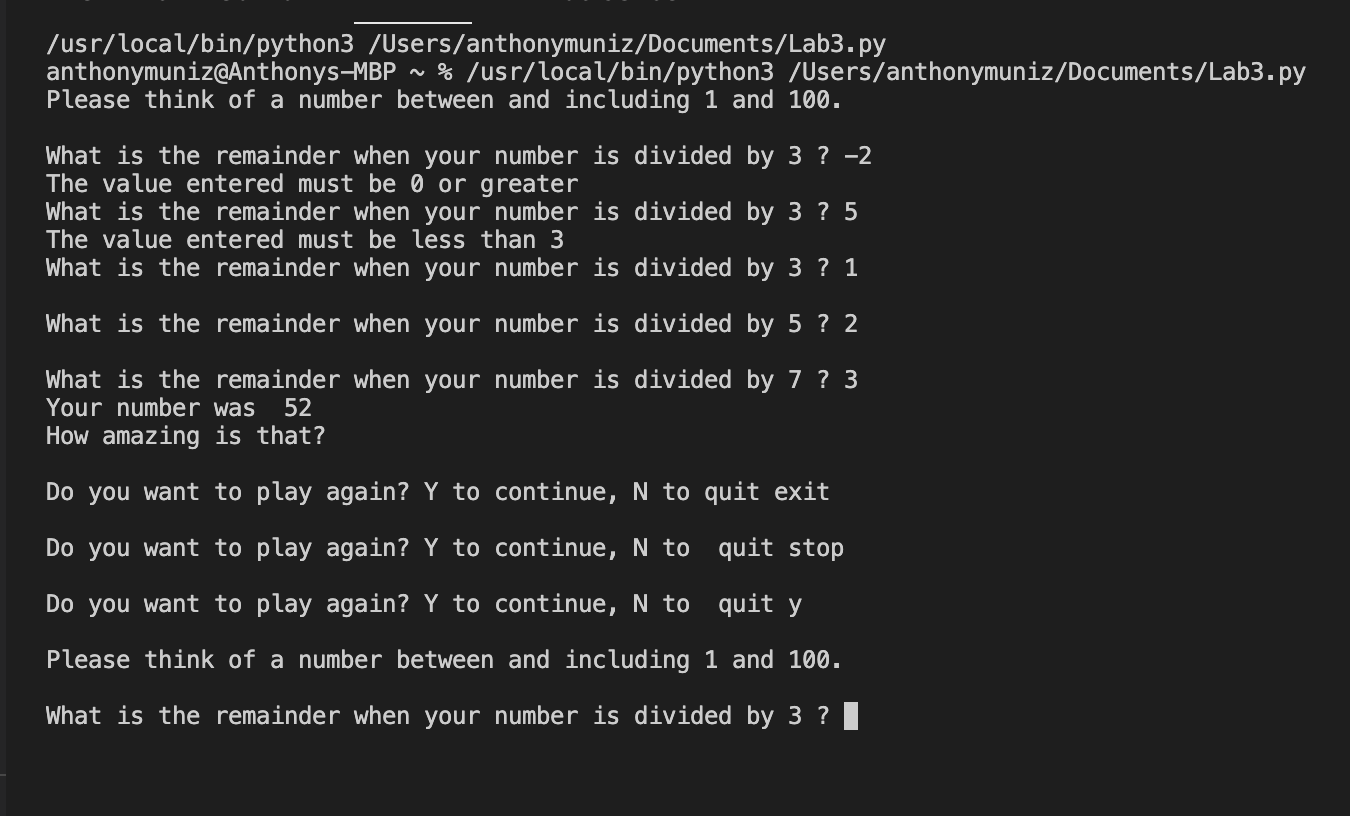 /usr/local/bin/python3 /Users/anthonymuniz/Documents/Lab3.py
anthonymuniz@Anthonys-MBP ~ % /usr/local/bin/python3 /Users/anthonymuniz/Documents/Lab3.py
Please think of a number between and including 1 and 100.
What is the remainder when your number is divided by 3 ? -2
The value entered must be 0 or greater
What is the remainder when your number is divided by 3 ? 5
The value entered must be less than 3
What is the remainder when your number is divided by 3 ? 1
What is the remainder when your number is divided by 5 ? 2
What is the remainder when your number is divided by 7 ? 3
Your number was  52
How amazing is that?
Do you want to play again? Y to continue, N to quit exit
Do you want to play again? Y to continue, N to  quit stop
Do you want to play again? Y to continue, N to  quit y
Please think of a number between and including 1 and 100.
What is the remainder when your number is divided by 3 ?